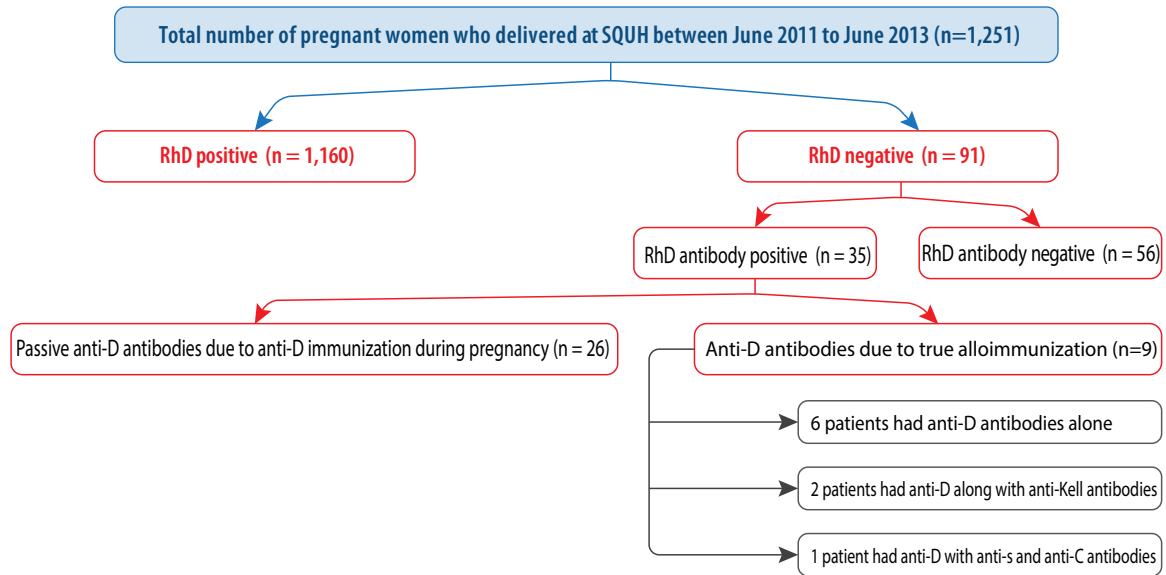 Total number of pregnant women who delivered at SQUH between June 2011 to June 2013 (n=1,251)
RhD positive (n = 1,160)
RhD negative (n = 91)
RhD antibody positive (n = 35)
RhD antibody negative (n = 56)
Passive anti-D antibodies due to anti-D immunization during pregnancy (n = 26)
Anti-D antibodies due to true alloimmunization (n=9)
6 patients had anti-D antibodies alone
2 patients had anti-D along with anti-Kell antibodies
1 patient had anti-D with anti-s and anti-C antibodies